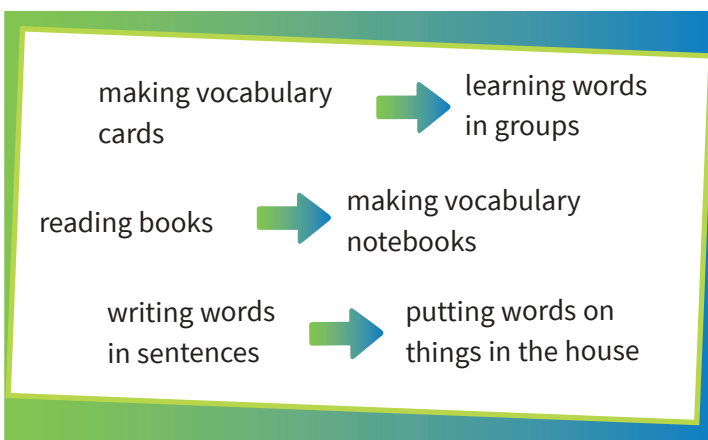 making vocabulary
cards
learning words
in groups
reading books
making vocabulary
notebooks
writing words
in sentences
putting words on
things in the house